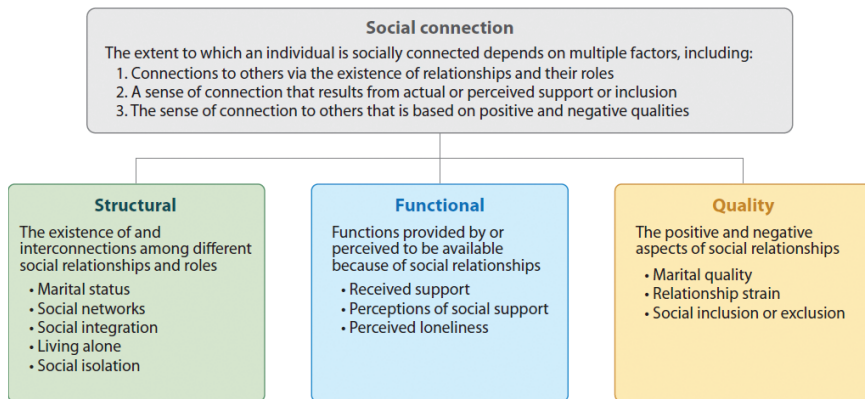 Social connection
The extent to which an individual is socially connected depends on multiple factors, including:
1. Connections to others via the existence of relationships and their roles
2. A sense of connection that results from actual or perceived support or inclusion
3. The sense of connection to others that is based on positive and negative qualities
Structural
The existence of and
interconnections among different
social relationships and roles
• Marital status
• Social networks
• Social integration
• Living alone
• Social isolation
Functional
Functions provided by or
perceived to be available
because of social relationships
• Received support
• Perceptions of social support
• Perceived loneliness
Quality
The positive and negative
aspects of social relationships
• Marital quality
• Relationship strain
• Social inclusion or exclusion